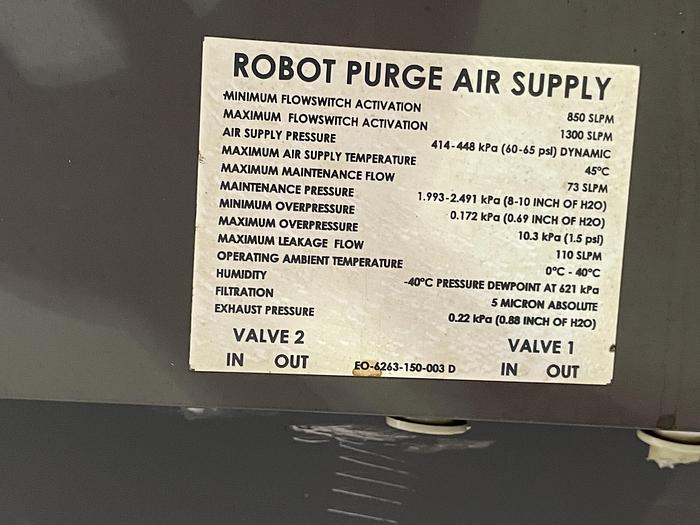 ROBOT PURGE AIR SUPPLY
MINIMUM FLOWSWITCH ACTIVATION 850 SLPM
MAXIMUM FLOWSWITCH ACTIVATION 1300 SLPM
AIR SUPPLY PRESSURE 414-448 kPa (60-65 psi) DYNAMIC
MAXIMUM AIR SUPPLY TEMPERATURE 45°C
MAXIMUM MAINTENANCE FLOW 73 SLPM
MAINTENANCE PRESSURE 1.993-2.491 kPa (8-10 INCH OF H2O)
MINIMUM OVERPRESSURE 0.172 kPa (0.69 INCH OF H2O)
MAXIMUM OVERPRESSURE 10.3 kPa (1.5 psi)
MAXIMUM LEAKAGE FLOW 110 SLPM
OPERATING AMBIENT TEMPERATURE 0°C - 40°C
HUMIDITY -40°C PRESSURE DEWPOINT AT 621 kPa
FILTRATION 5 MICRON ABSOLUTE
EXHAUST PRESSURE 0.22 kPa (0.88 INCH OF H2O)
VALVE 2 VALVE 1
IN OUT EO-6263-150-003 D IN OUT